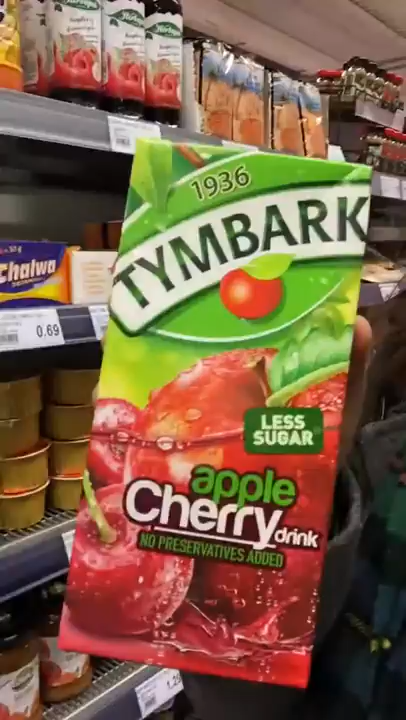 1936
TYMBARK
LESS
SUGAR
apple
Cherry drink
NO PRESERVATIVES ADDED
Chalwa
0,69